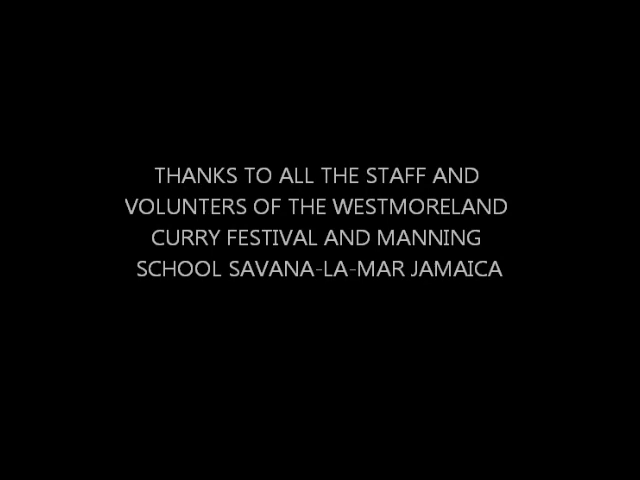 THANKS TO ALL THE STAFF AND
VOLUNTERS OF THE WESTMORELAND
CURRY FESTIVAL AND MANNING
SCHOOL SAVANA-LA-MAR JAMAICA